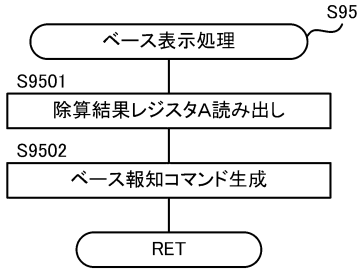 S95
ベース表示処理
S9501
除算結果レジスタA読み出し
S9502
ベース報知コマンド生成
RET